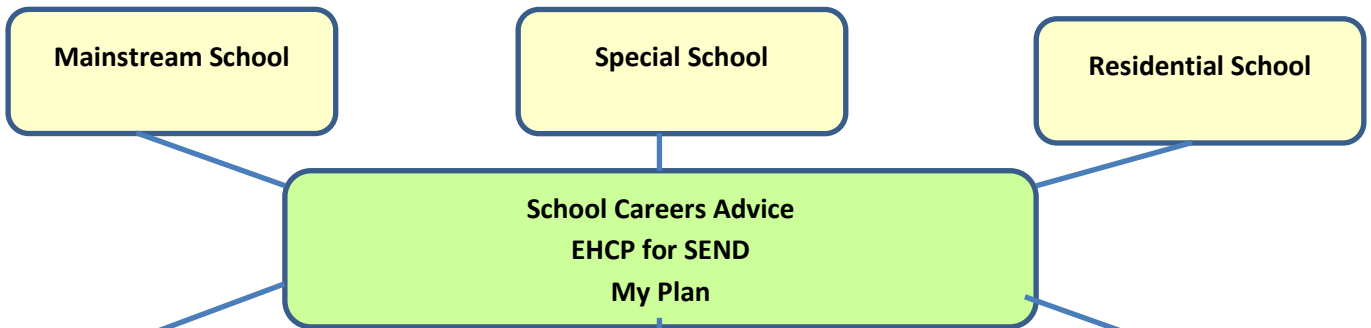 Mainstream School
Special School
Residential School
School Careers Advice
EHCP for SEND
My Plan